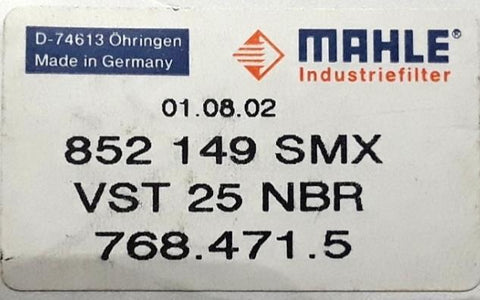 D-74613 Öhringen
Made in Germany
MAHLE®
Industriefilter
01.08.02
852 149 SMX
VST 25 NBR
768.471.5